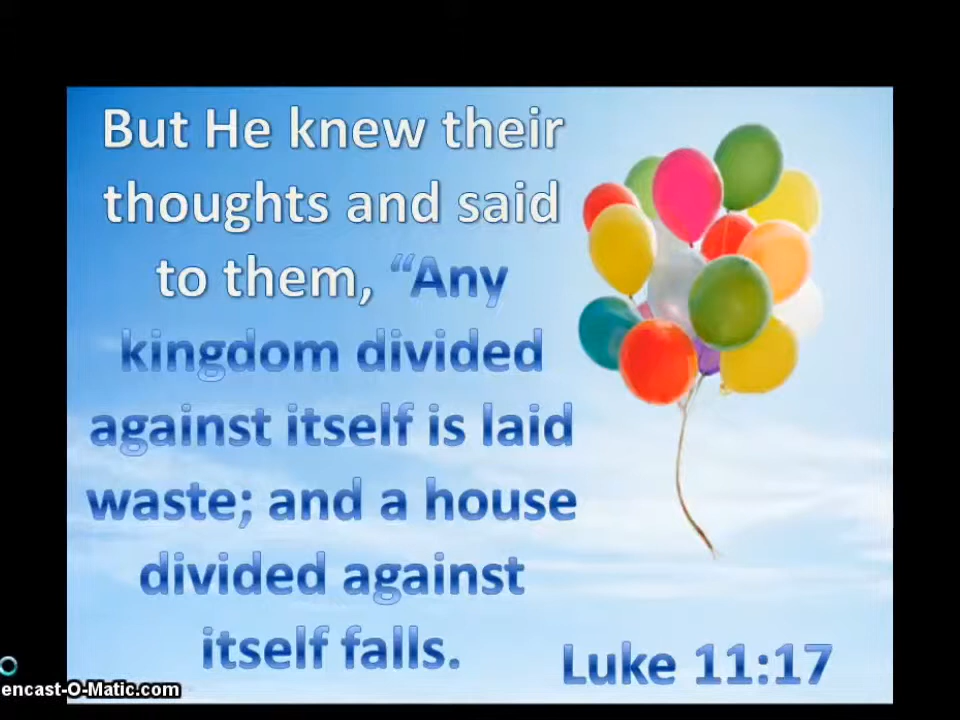 But He knew their
thoughts and said
to them, “Any
kingdom divided
against itself is laid
waste; and a house
divided against
itself falls.
Luke 11:17
encast-O-Matic.com